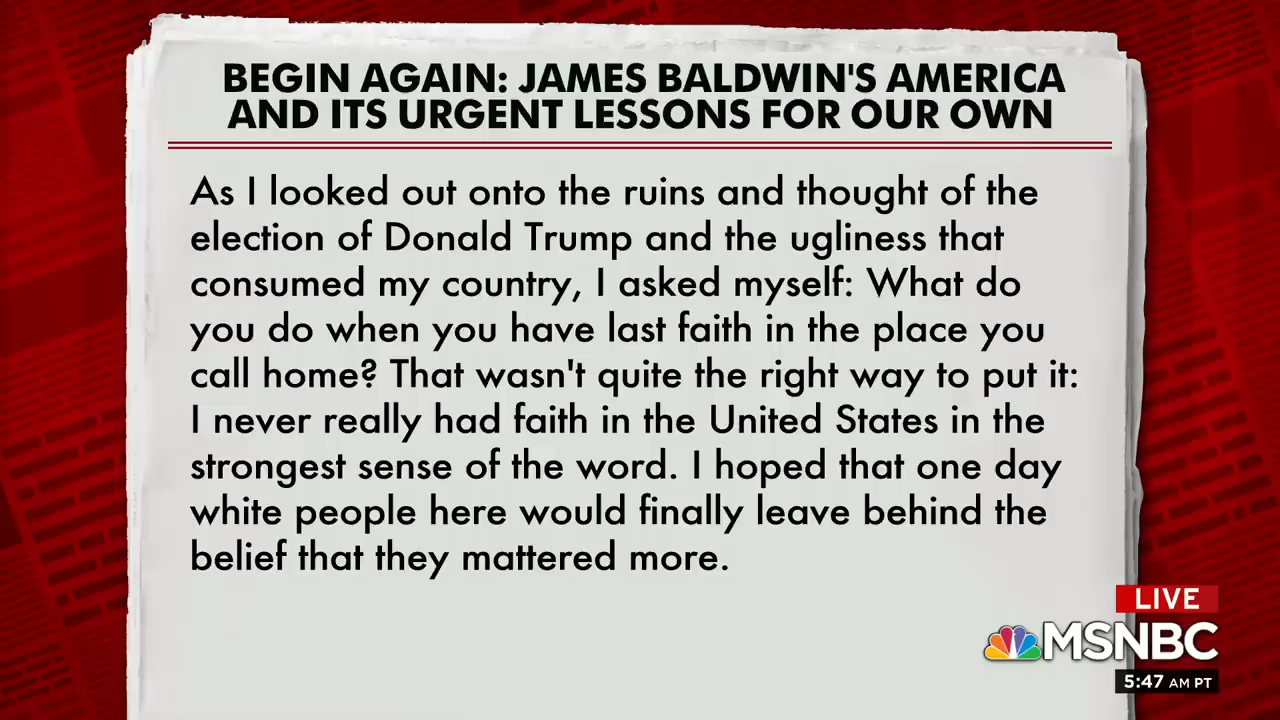 BEGIN AGAIN: JAMES BALDWIN'S AMERICA
AND ITS URGENT LESSONS FOR OUR OWN
As I looked out onto the ruins and thought of the
election of Donald Trump and the ugliness that
consumed my country, I asked myself: What do
you do when you have last faith in the place you
call home? That wasn't quite the right way to put it:
I never really had faith in the United States in the
strongest sense of the word. I hoped that one day
white people here would finally leave behind the
belief that they mattered more.
LIVE
MSNBC
5:47 AM PT